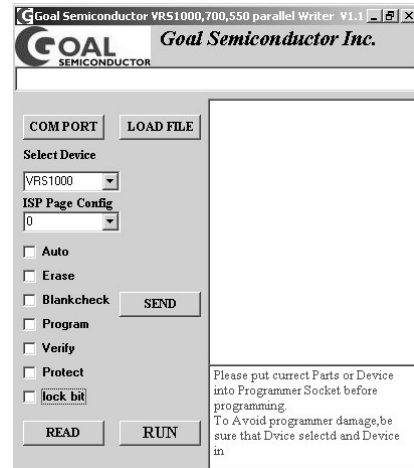 Goal Semiconductor VRS1000,700,550 parallel Writer V1.1
GOAL
SEMICONDUCTOR
Goal Semiconductor Inc.
COM PORT
LOAD FILE
Select Device
VRS1000
ISP Page Config
0
Auto
Erase
Blankcheck
SEND
Program
Verify
Protect
lock bit
READ
RUN
Please put currect Parts or Device
into Programmer Socket before
programming.
To Avoid programmer damage,be
sure that Dvice selectd and Device
in